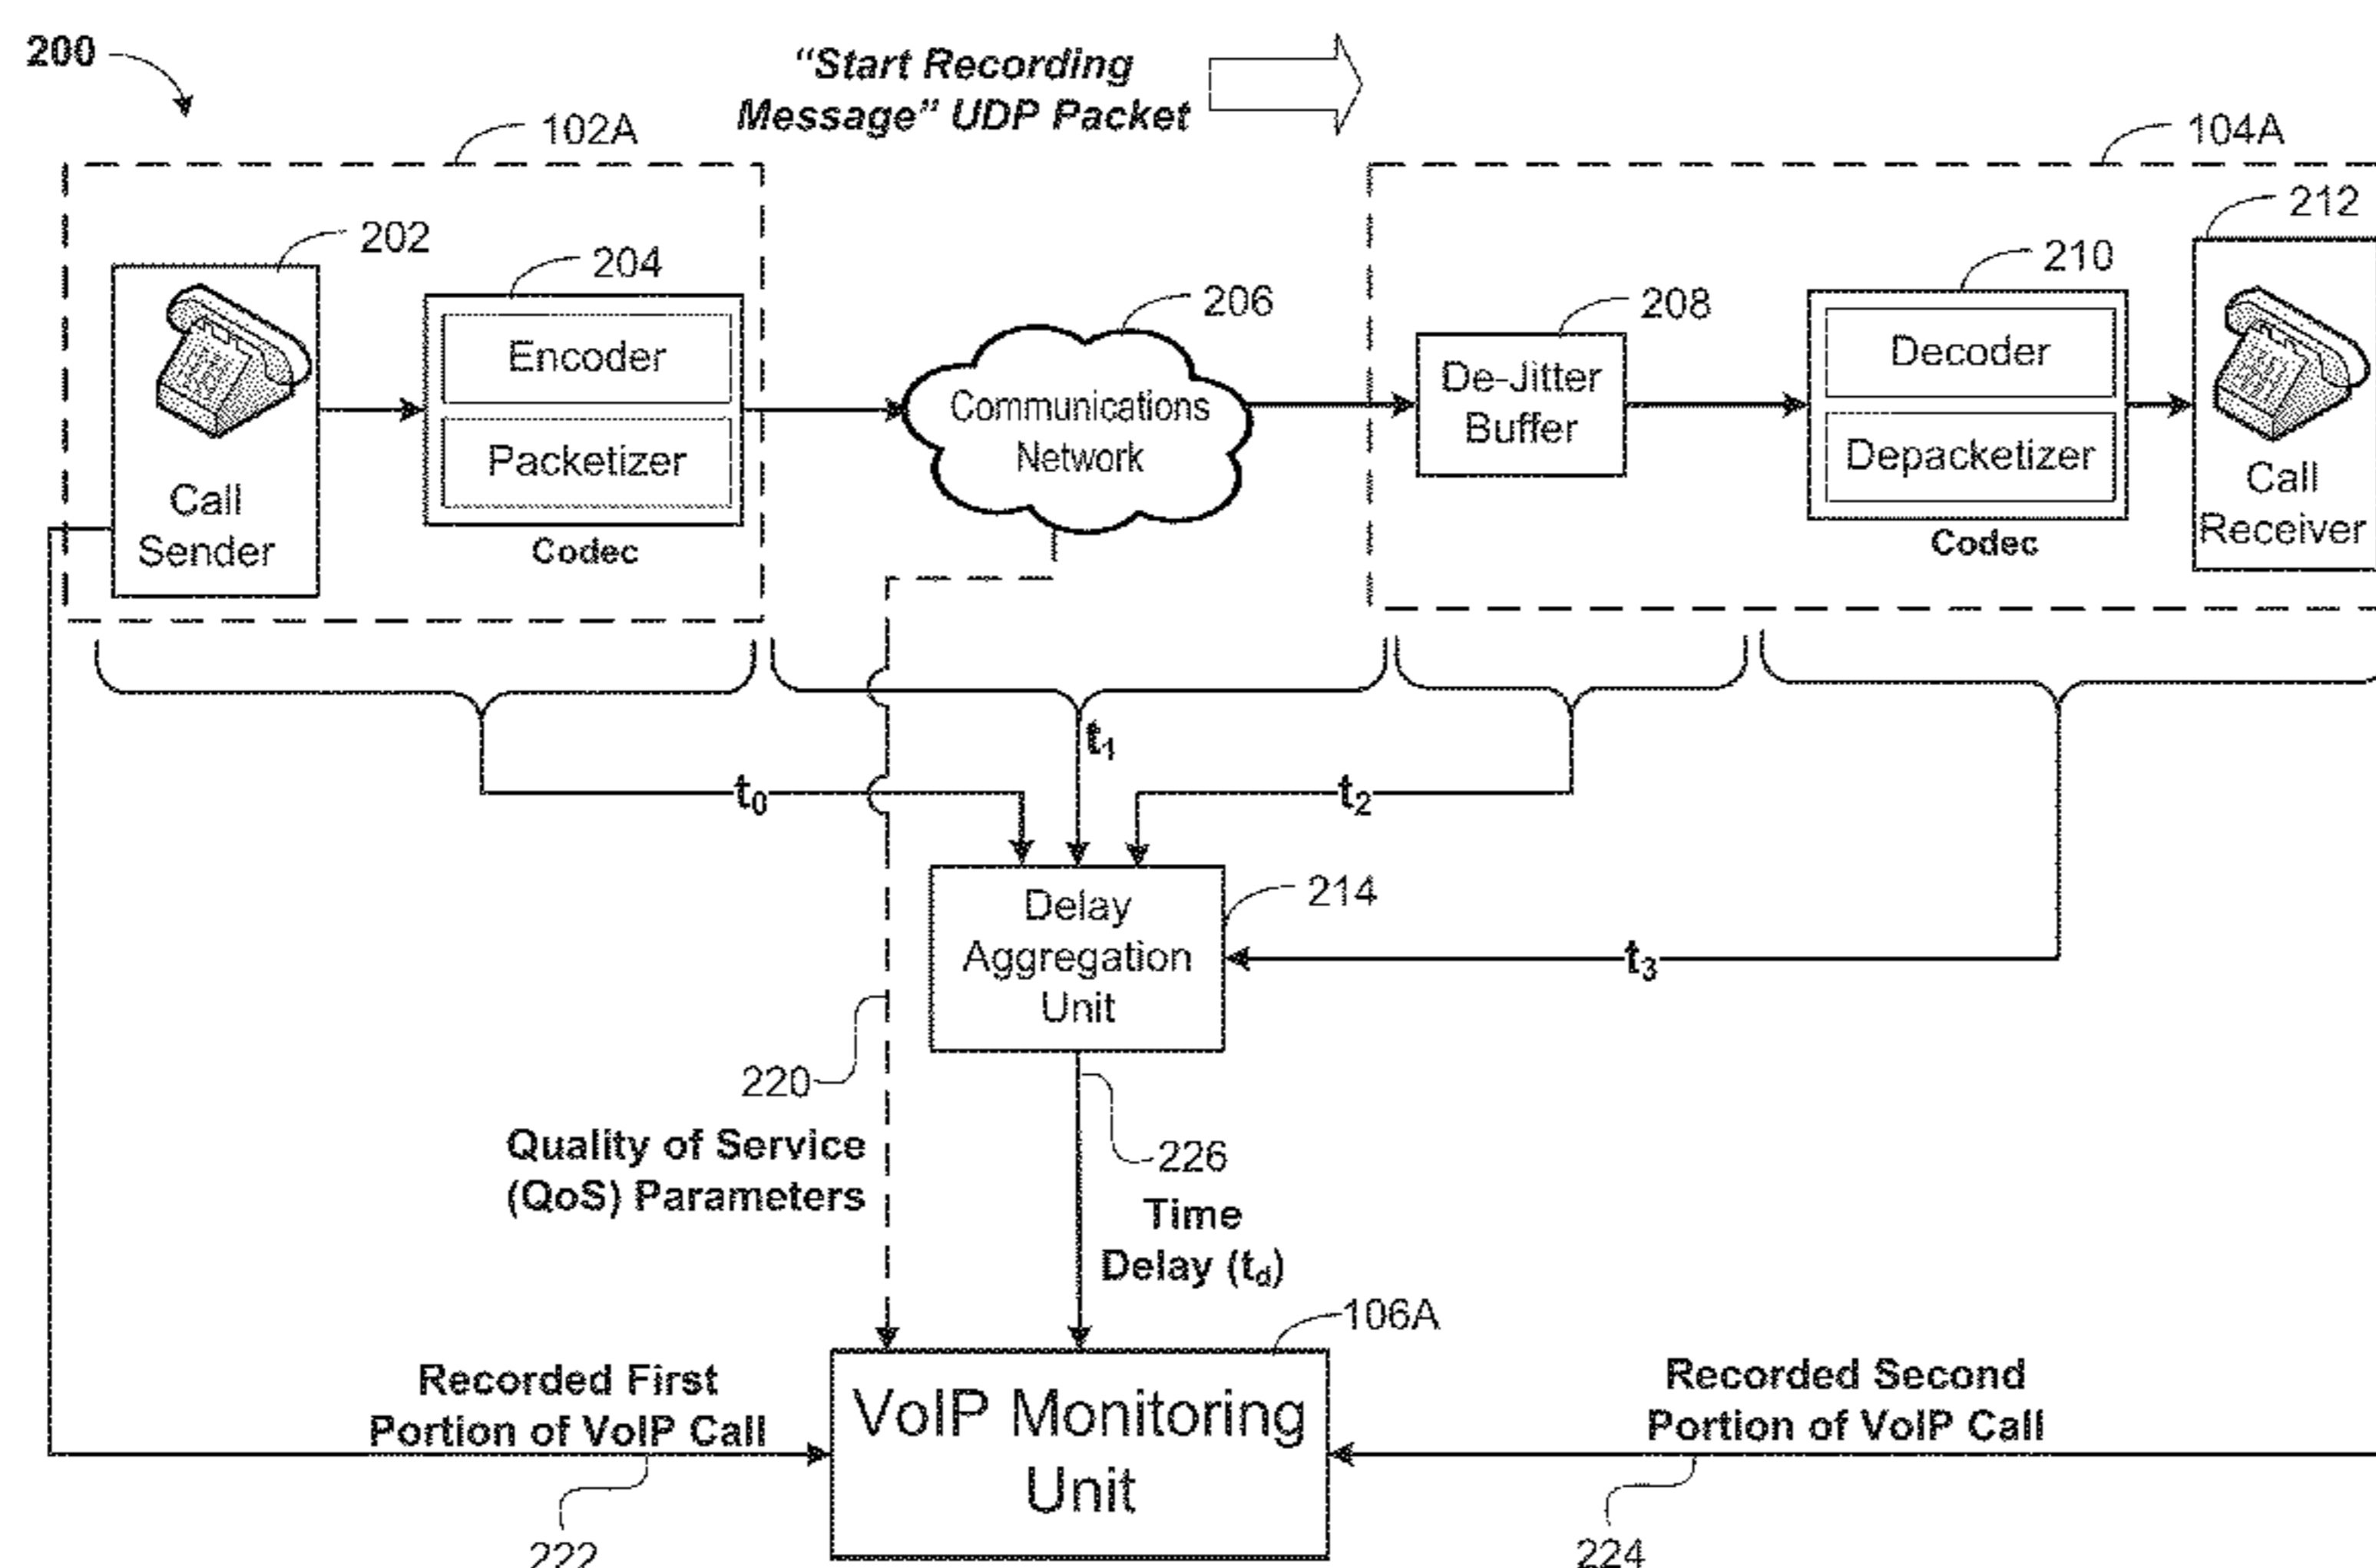 200
“Start Recording
Message” UDP Packet
102A
104A
202
204
206
208
210
212
Call
Sender
Encoder
Packetizer
Codec
Communications
Network
De-Jitter
Buffer
Decoder
Depacketizer
Codec
Call
Receiver
t0
t1
t2
t3
Delay
Aggregation
Unit
214
220
Quality of Service
(QoS) Parameters
226
Time
Delay (td)
106A
VoIP Monitoring
Unit
Recorded First
Portion of VoIP Call
222
Recorded Second
Portion of VoIP Call
224